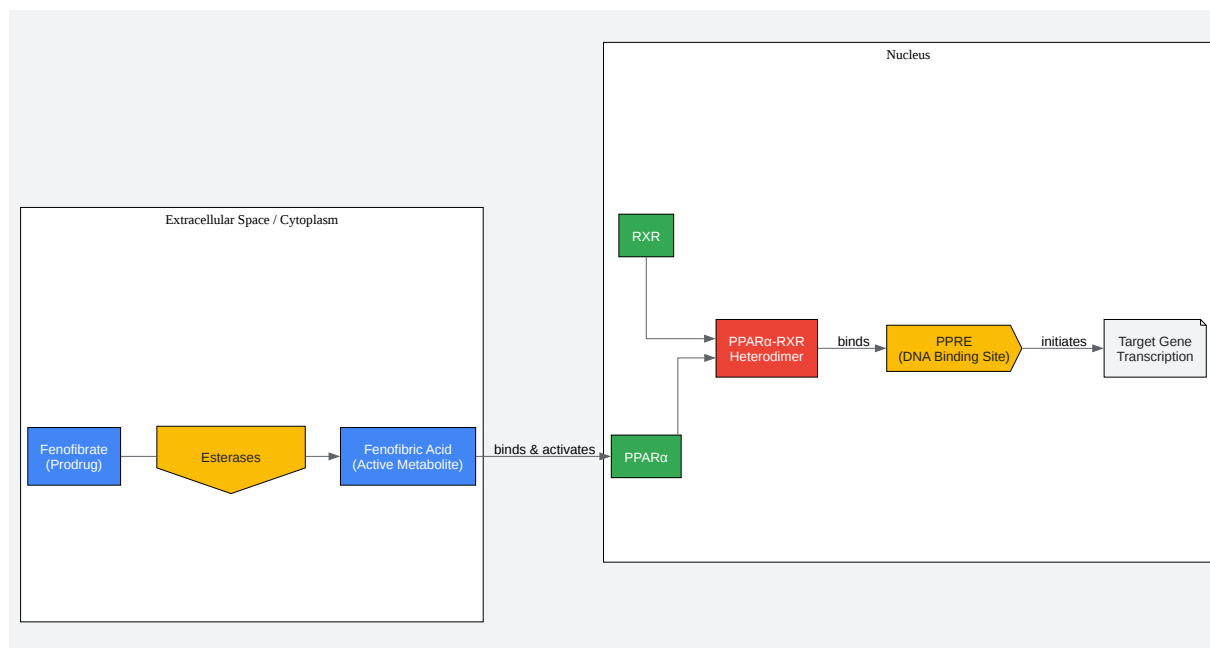 Nucleus
Extracellular Space / Cytoplasm
RXR
PPARα-RXR
Heterodimer
binds
PPRE
(DNA Binding Site)
initiates
Target Gene
Transcription
Fenofibrate
(Prodrug)
Esterases
Fenofibric Acid
(Active Metabolite)
binds & activates
PPARα